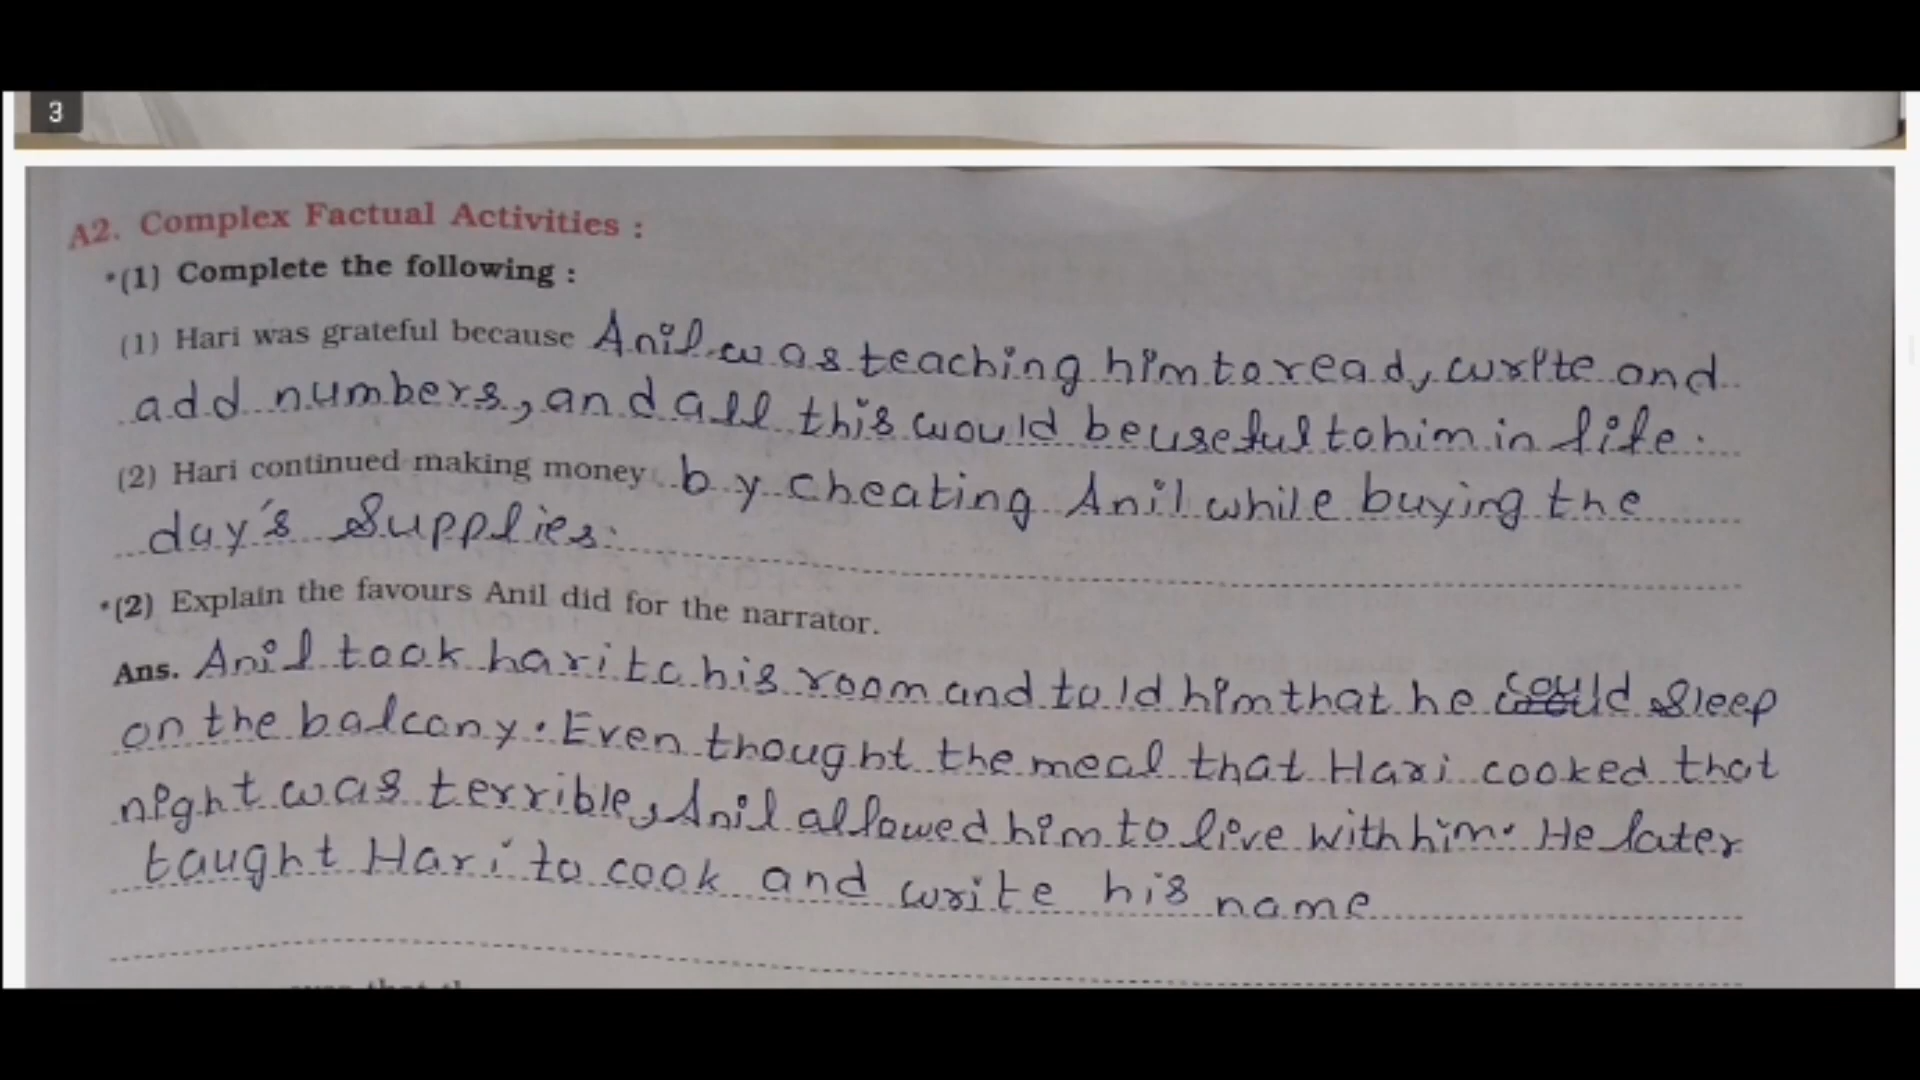 3
A2. Complex Factual Activities :
*(1) Complete the following :
(1) Hari was grateful because Anil was teaching him to read, write and
add numbers, and all this would be useful to him in life.
(2) Hari continued making money by cheating Anil while buying the
day's Supplies.
*(2) Explain the favours Anil did for the narrator.
Ans. Anil took hari to his room and told him that he could sleep
on the balcony. Even thought the meal that Hari cooked that
night was terrible, Anil allowed him to live with him. He later
taught Hari to cook and write his name